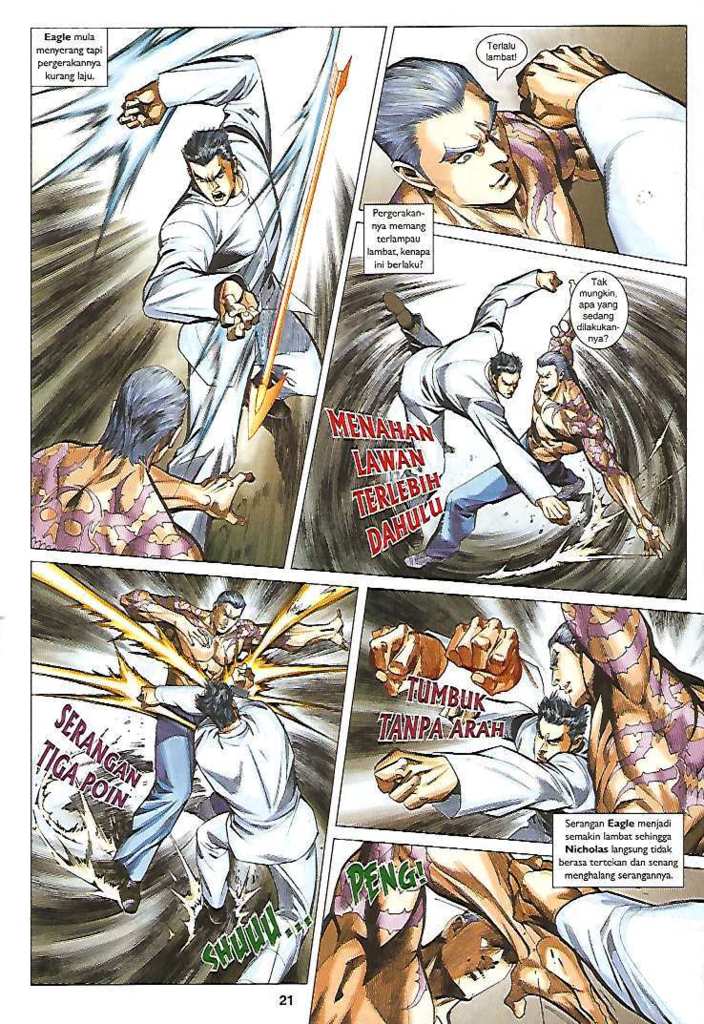 Eagle mula
menyerang tapi
pergerakannya
kurang laju.
Terlalu
lambat!
Pergerakan-
nya memang
terlampau
lambat, kenapa
ini berlaku?
Tak
mungkin,
apa yang
sedang
dilakukan-
nya?
MENAHAN
LAWAN
TERLEBIH
DAHULU
SERANGAN
TIGA POIN
SHUUU...
TUMBUK
TANPA ARAH
Serangan Eagle menjadi
semakin lambat sehingga
Nicholas langsung tidak
berasa tertekan dan senang
menghalang serangannya.
PENG!
21